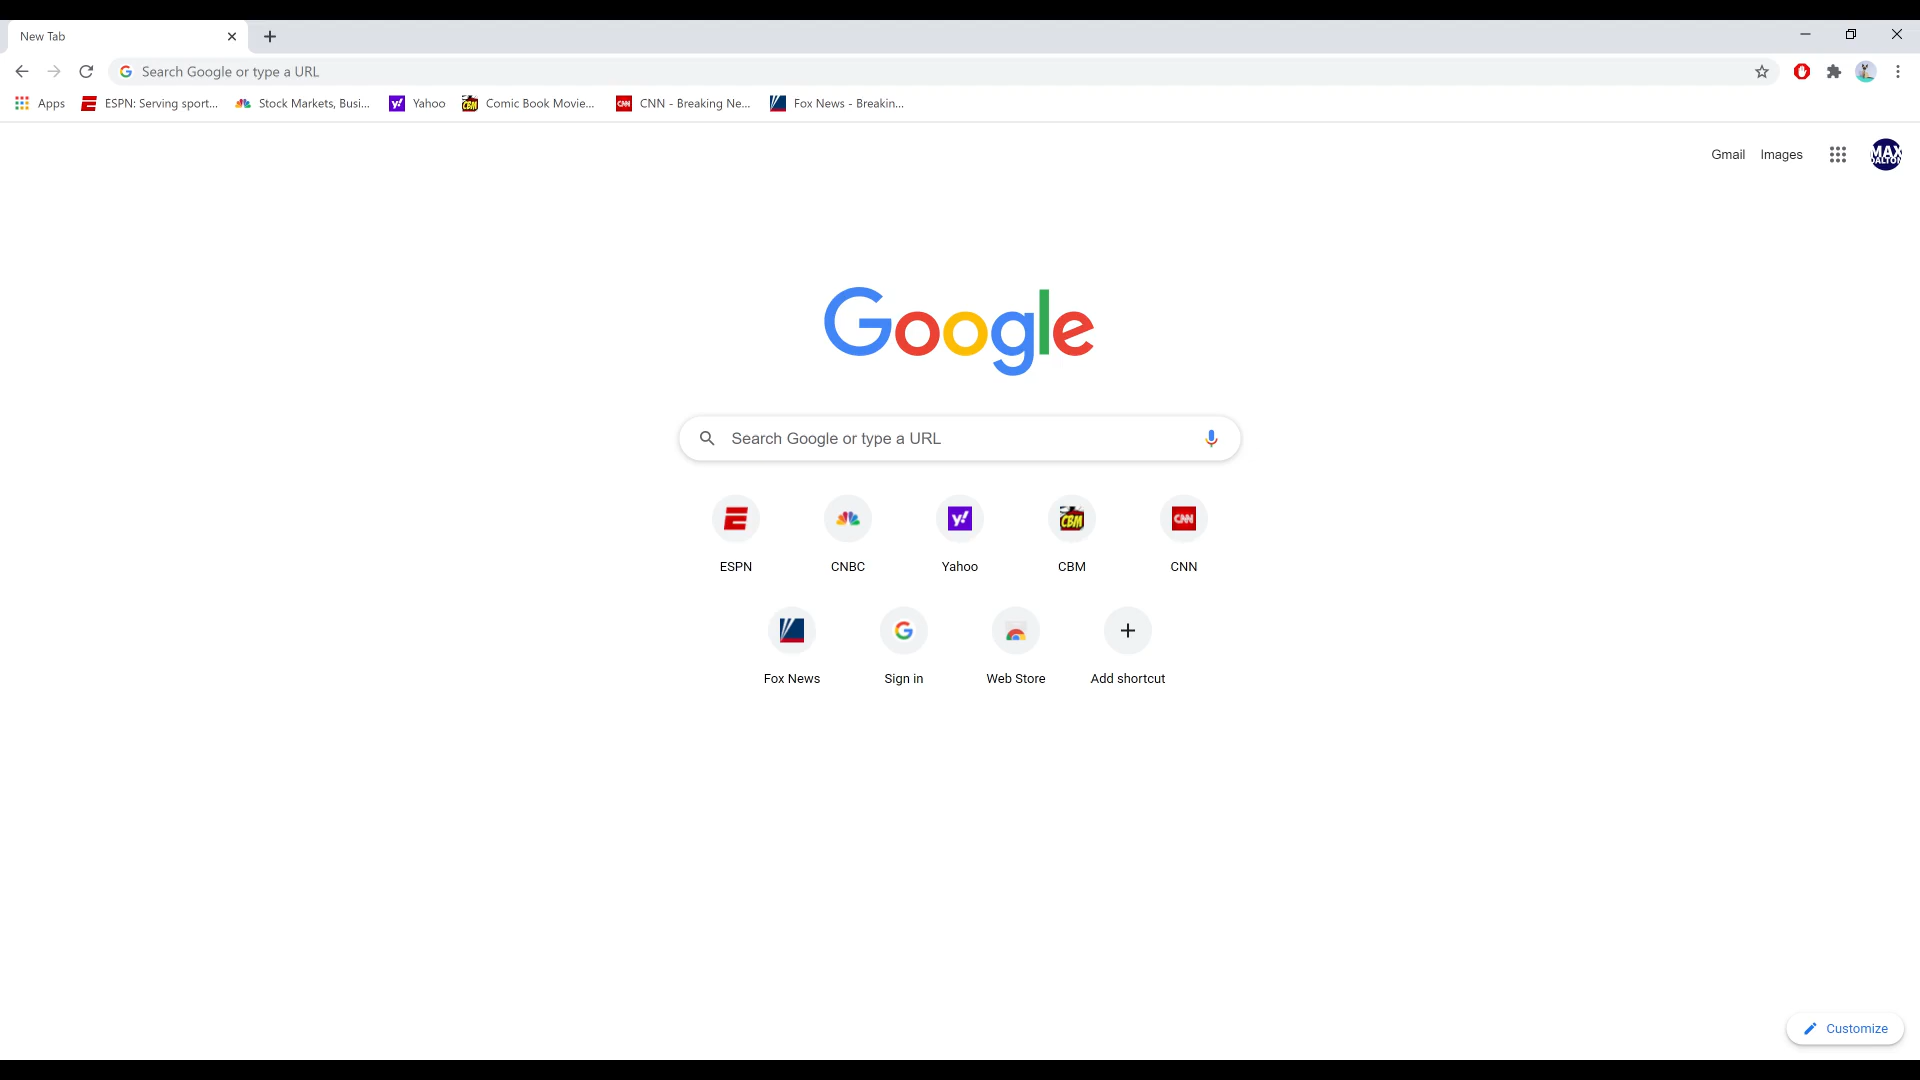 New Tab
Search Google or type a URL
Apps ESPN: Serving sport... Stock Markets, Busi... Yahoo Comic Book Movie... CNN - Breaking Ne... Fox News - Breakin...
Gmail Images MAX
DALTON
Google
Search Google or type a URL
ESPN CNBC Yahoo CBM CNN
Fox News Sign in Web Store Add shortcut
Customize